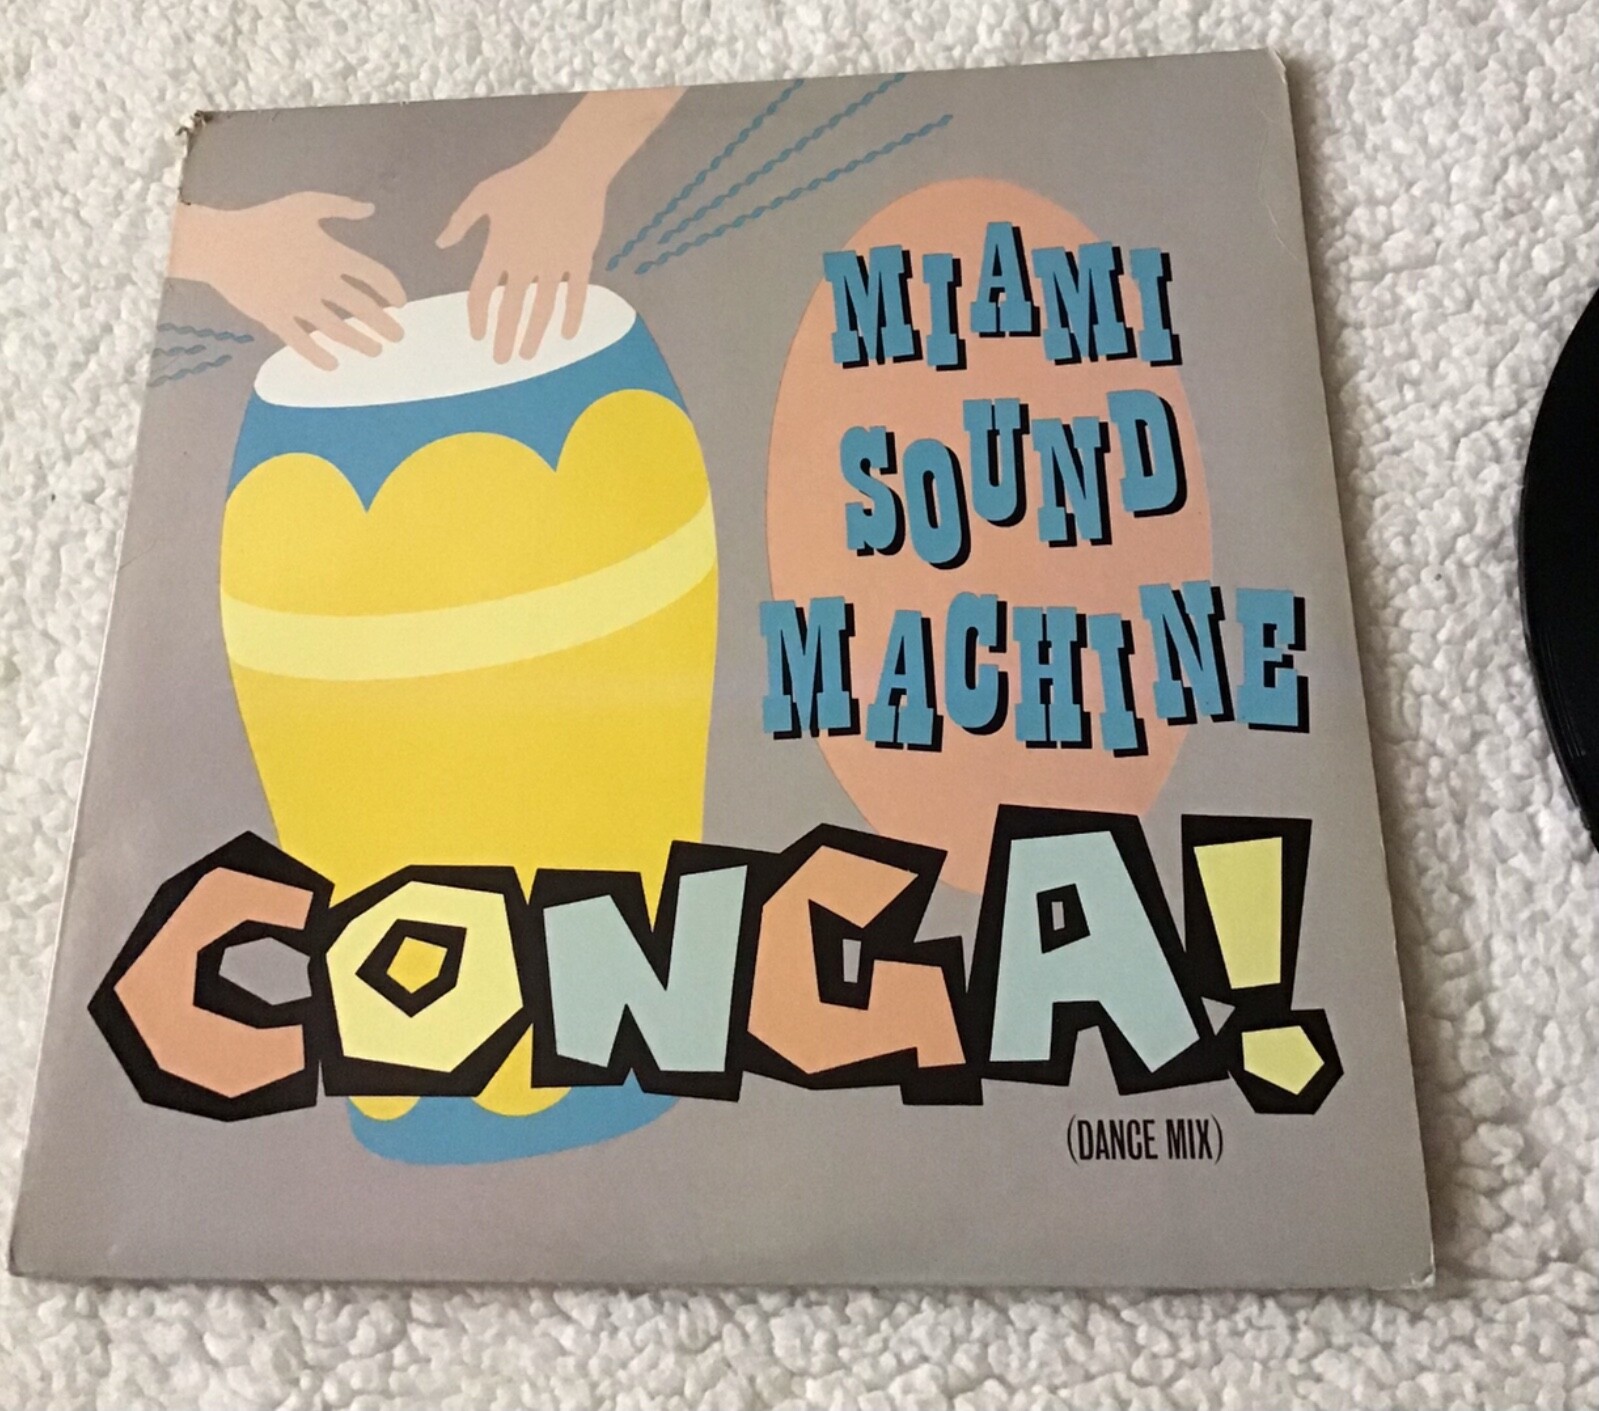 MIAMI
SOUND
MACHINE
CONGA!
(DANCE MIX)